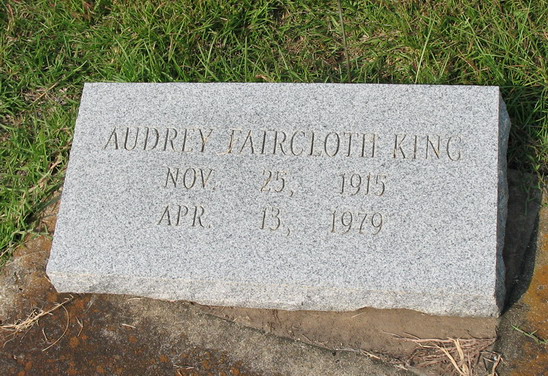 AUDREY FAIRCLOTH KING
NOV. 25, 1915
APR. 13, 1979